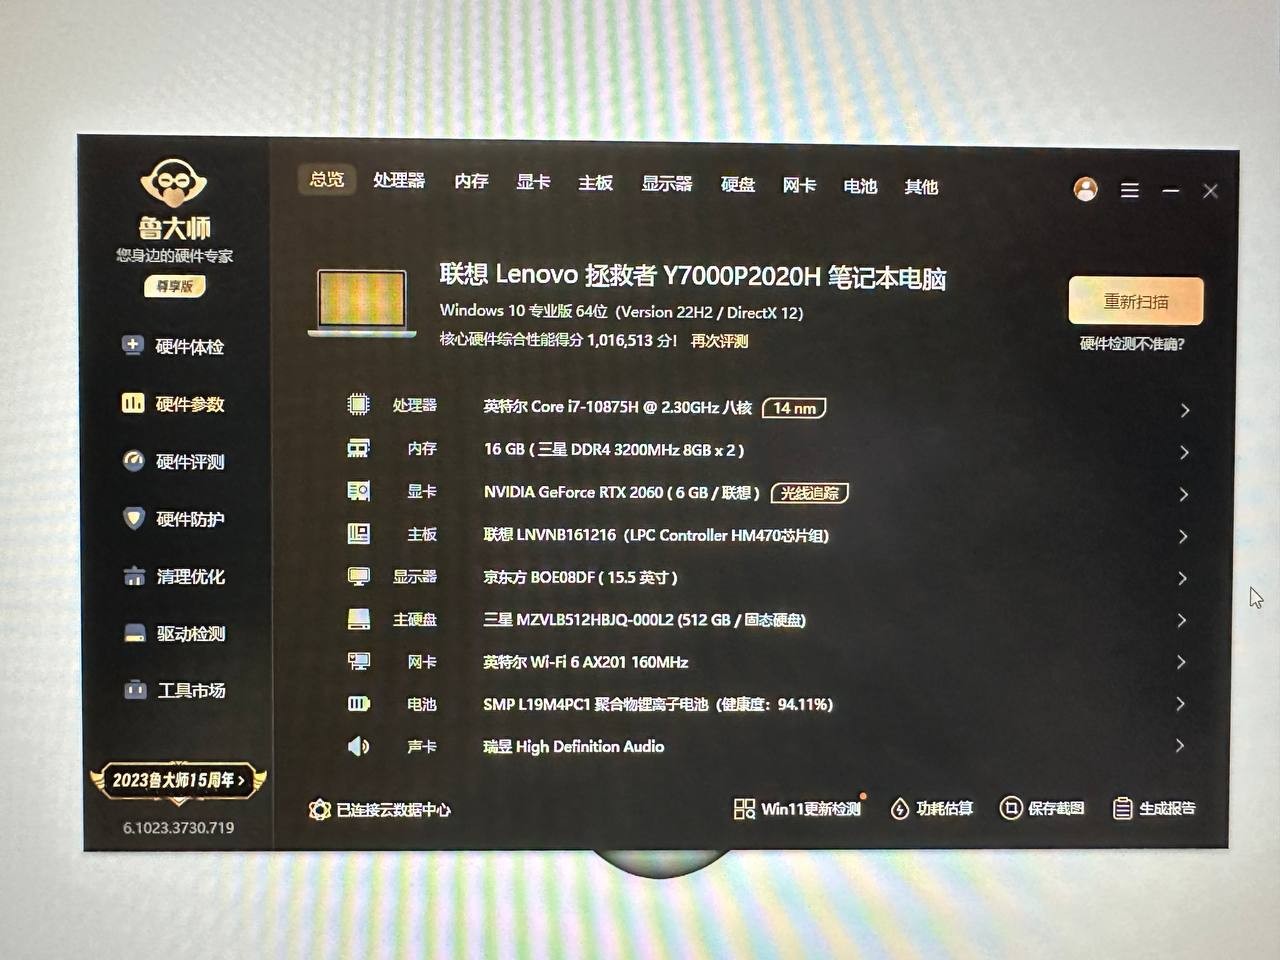 鲁大师
您身边的硬件专家
尊享版
硬件体检
硬件参数
硬件评测
硬件防护
清理优化
驱动检测
工具市场
2023鲁大师15周年 >
6.1023.3730.719
总览 处理器 内存 显卡 主板 显示器 硬盘 网卡 电池 其他
联想 Lenovo 拯救者 Y7000P2020H 笔记本电脑
Windows 10 专业版 64位 (Version 22H2 / DirectX 12)
核心硬件综合性能得分 1,016,513 分! 再次评测
重新扫描
硬件检测不准确?
处理器 英特尔 Core i7-10875H @ 2.30GHz 八核 14 nm
内存 16 GB ( 三星 DDR4 3200MHz 8GB x 2 )
显卡 NVIDIA GeForce RTX 2060 ( 6 GB / 联想 ) 光线追踪
主板 联想 LNVNB161216 (LPC Controller HM470芯片组)
显示器 京东方 BOE08DF ( 15.5 英寸 )
主硬盘 三星 MZVLB512HBJQ-000L2 (512 GB / 固态硬盘)
网卡 英特尔 Wi-Fi 6 AX201 160MHz
电池 SMP L19M4PC1 聚合物锂离子电池 (健康度: 94.11%)
声卡 瑞昱 High Definition Audio
已连接云数据中心 Win11更新检测 功耗估算 保存截图 生成报告